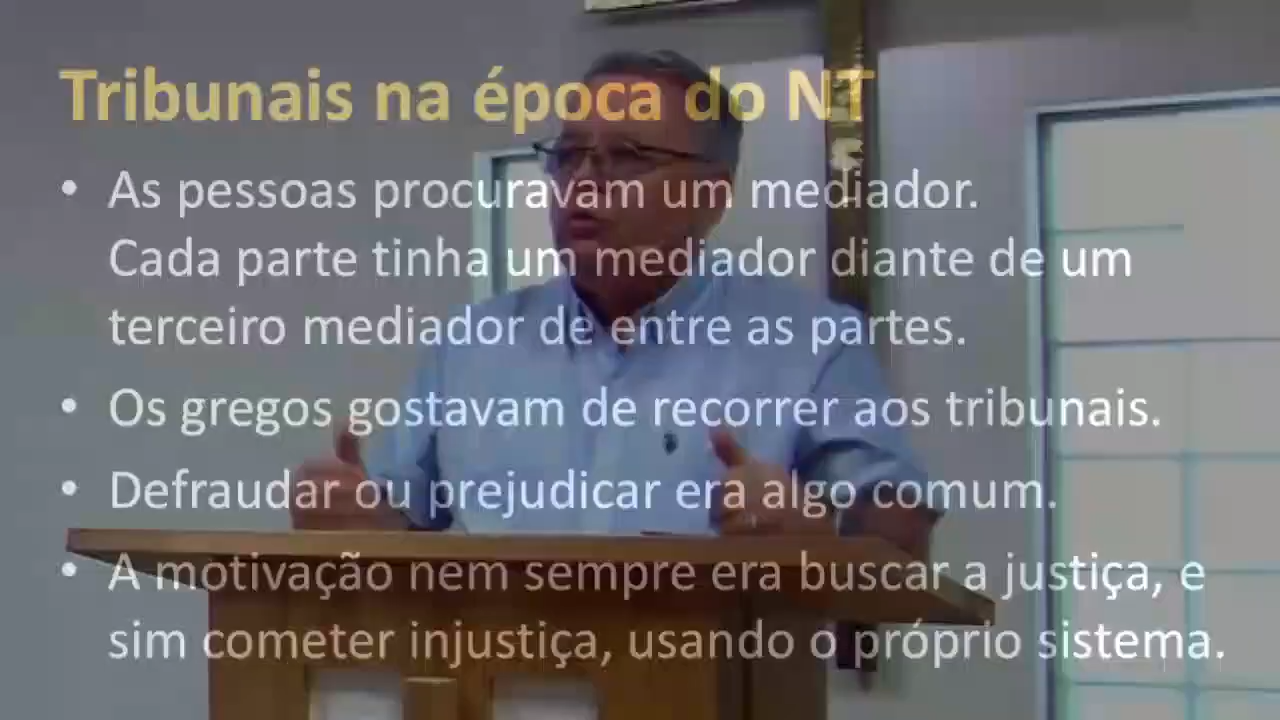 Tribunais na época do NT
• As pessoas procuravam um mediador.
Cada parte tinha um mediador diante de um
terceiro mediador de entre as partes.
• Os gregos gostavam de recorrer aos tribunais.
• Defraudar ou prejudicar era algo comum.
• A motivação nem sempre era buscar a justiça, e
sim cometer injustiça, usando o próprio sistema.